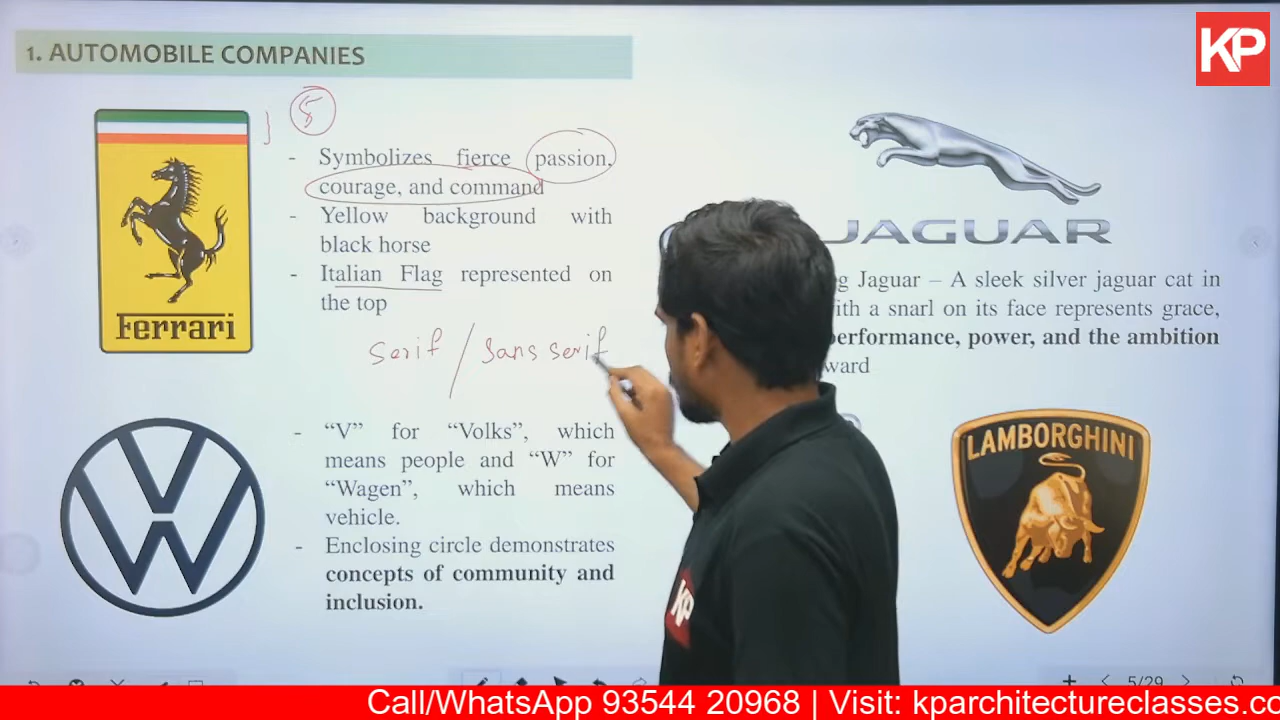 1. AUTOMOBILE COMPANIES
KP
Ferrari
- Symbolizes fierce passion,
courage, and command
- Yellow background with
black horse
- Italian Flag represented on
the top
Serif / Sans serif
JAGUAR
Jaguar – A sleek silver jaguar cat in
with a snarl on its face represents grace,
performance, power, and the ambition
- "V" for "Volks", which
means people and "W" for
"Wagen", which means
vehicle.
- Enclosing circle demonstrates
concepts of community and
inclusion.
LAMBORGHINI
KP
5/29
Call/WhatsApp 93544 20968 | Visit: kparchitectureclasses.co